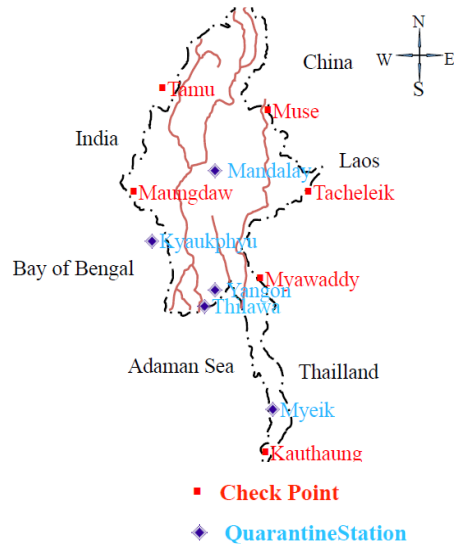 N
China
W E
Tamu
S
Muse
India
Laos
Mandalay
Maungdaw
Tacheleik
Kyaukphyu
Bay of Bengal
Myawaddy
Yangon
Thilawa
Adaman Sea
Thailland
Myeik
Kauthaung
Check Point
QuarantineStation